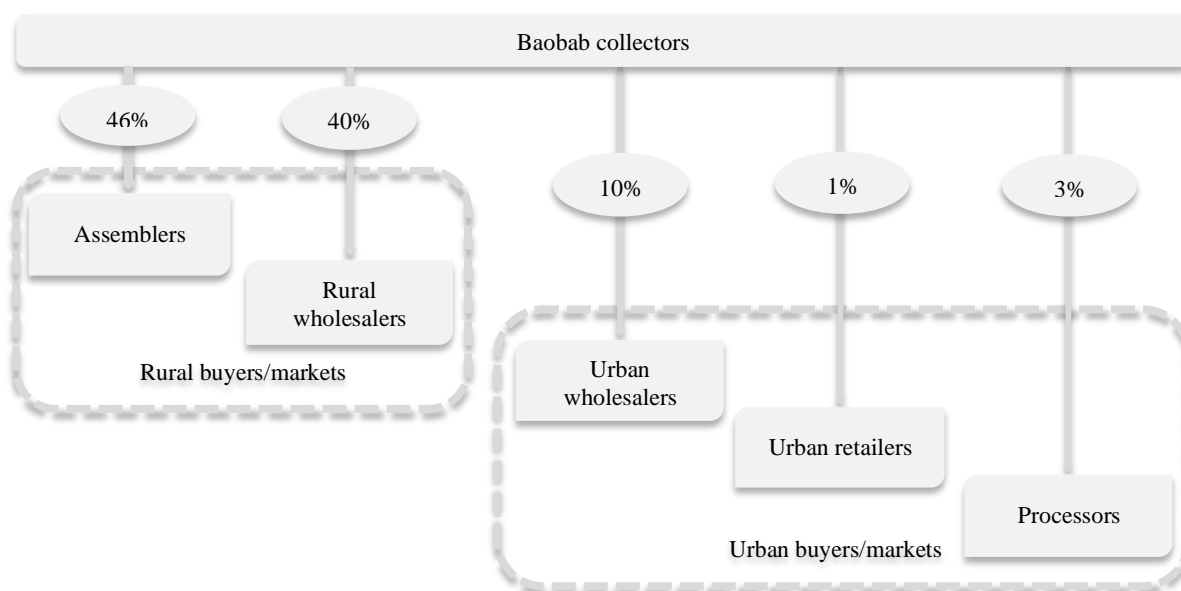 Baobab collectors
46%
40%
10%
1%
3%
Assemblers
Rural
wholesalers
Rural buyers/markets
Urban
wholesalers
Urban retailers
Processors
Urban buyers/markets